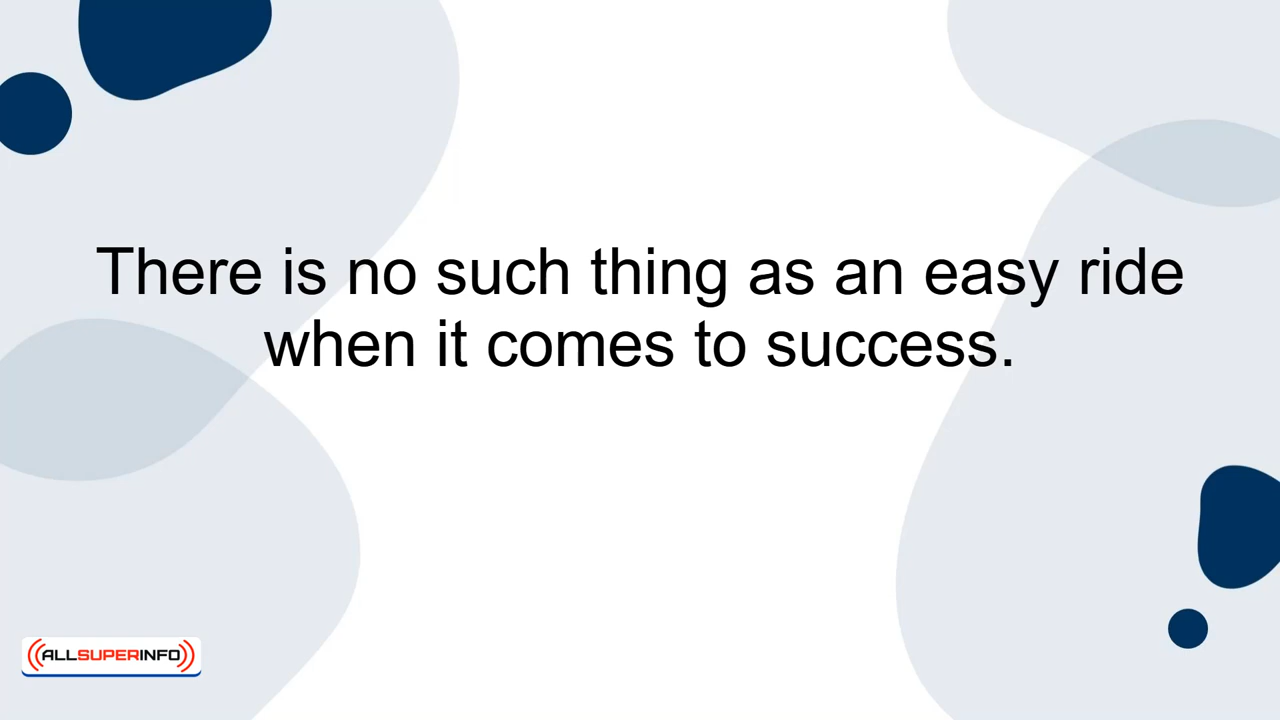 There is no such thing as an easy ride
when it comes to success.
ALLSUPERINFO